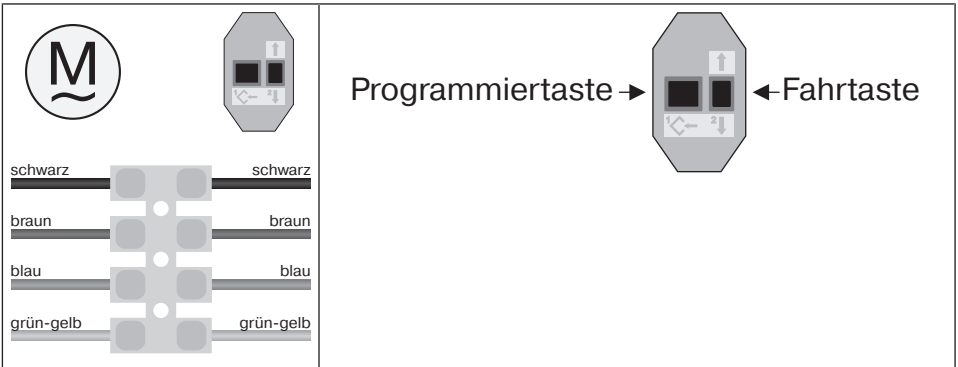 M
Programmiertaste
Fahrtaste
schwarz schwarz
braun braun
blau blau
grün-gelb grün-gelb